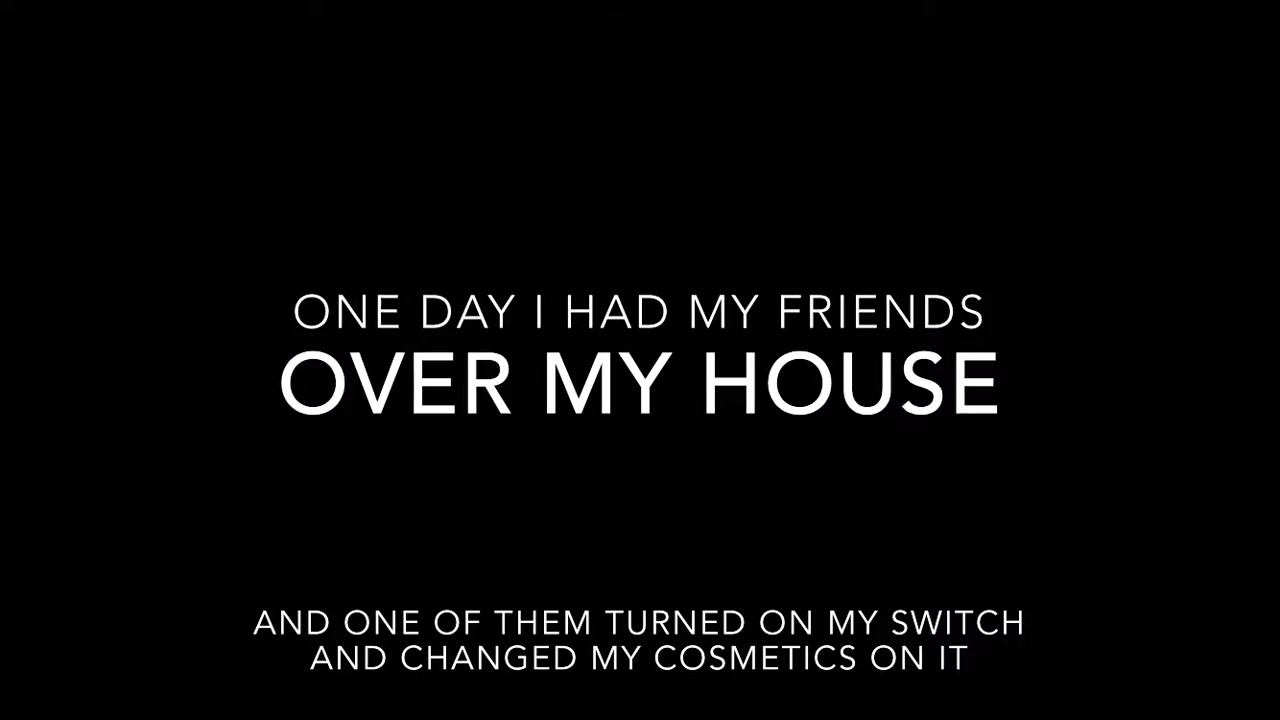 ONE DAY I HAD MY FRIENDS
OVER MY HOUSE
AND ONE OF THEM TURNED ON MY SWITCH
AND CHANGED MY COSMETICS ON IT